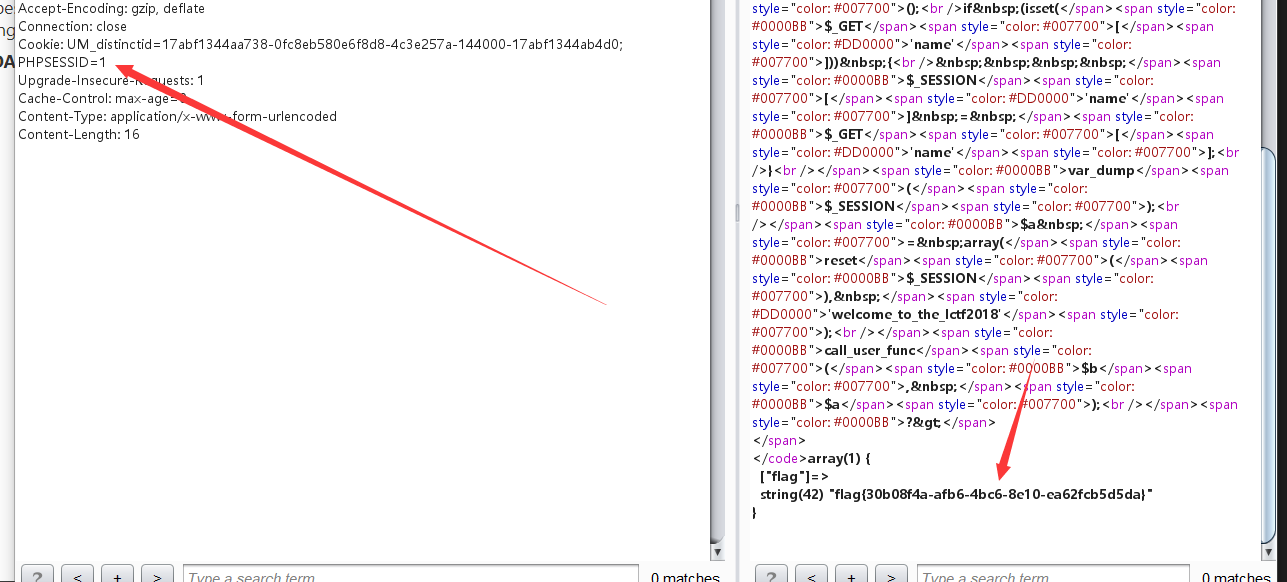 Accept-Encoding: gzip, deflate
Connection: close
Cookie: UM_distinctid=17abf1344aa738-0fc8eb580e6f8d8-4c3e257a-144000-17abf1344ab4d0;
PHPSESSID=1
Upgrade-Insecure-Requests: 1
Cache-Control: max-age=0
Content-Type: application/x-www-form-urlencoded
Content-Length: 16
? < + > Type a search term 0 matches
style="color: #007700">();<br />if&nbsp;(isset(</span><span style="color:
#0000BB">$_GET</span><span style="color: #007700">[</span><span
style="color: #DD0000">'name'</span><span style="color:
#007700">]))&nbsp;{<br />&nbsp;&nbsp;&nbsp;&nbsp;</span><span
style="color: #0000BB">$_SESSION</span><span style="color:
#007700">[</span><span style="color: #DD0000">'name'</span><span
style="color: #007700">]&nbsp;=&nbsp;</span><span style="color:
#0000BB">$_GET</span><span style="color: #007700">[</span><span
style="color: #DD0000">'name'</span><span style="color: #007700">];<br
/>}<br /></span><span style="color: #0000BB">var_dump</span><span
style="color: #007700">(</span><span style="color:
#0000BB">$_SESSION</span><span style="color: #007700">);<br
/></span><span style="color: #0000BB">$a&nbsp;</span><span
style="color: #007700">=&nbsp;array(</span><span style="color:
#0000BB">reset</span><span style="color: #007700">(</span><span
style="color: #0000BB">$_SESSION</span><span style="color:
#007700">),&nbsp;</span><span style="color:
#DD0000">'welcome_to_the_lctf2018'</span><span style="color:
#007700">);<br /></span><span style="color:
#0000BB">call_user_func</span><span style="color:
#007700">(</span><span style="color: #0000BB">$b</span><span
style="color: #007700">,&nbsp;</span><span style="color:
#0000BB">$a</span><span style="color: #007700">);<br /></span><span
style="color: #0000BB">?&gt;</span>
</span>
</code>array(1) {
["flag"]=>
string(42) "flag{30b08f4a-afb6-4bc6-8e10-ea62fcb5d5da}"
}
? < + > Type a search term 0 matches